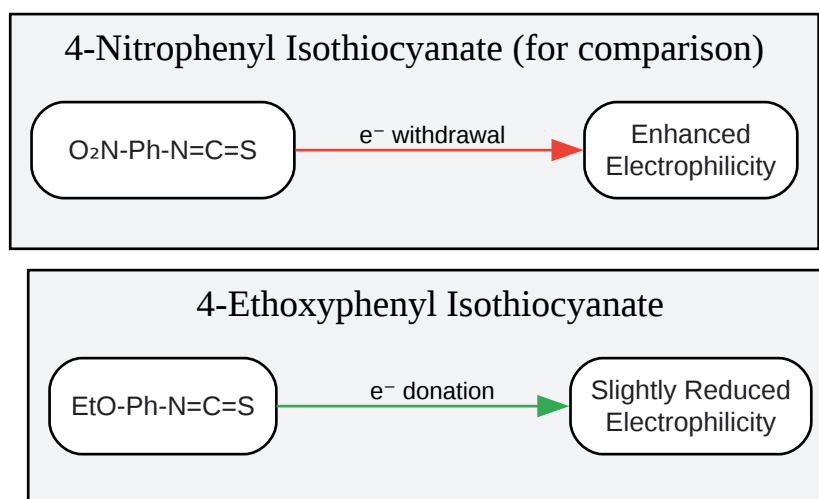 4-Nitrophenyl Isothiocyanate (for comparison)
O₂N-Ph-N=C=S
e⁻ withdrawal
Enhanced
Electrophilicity
4-Ethoxyphenyl Isothiocyanate
EtO-Ph-N=C=S
e⁻ donation
Slightly Reduced
Electrophilicity